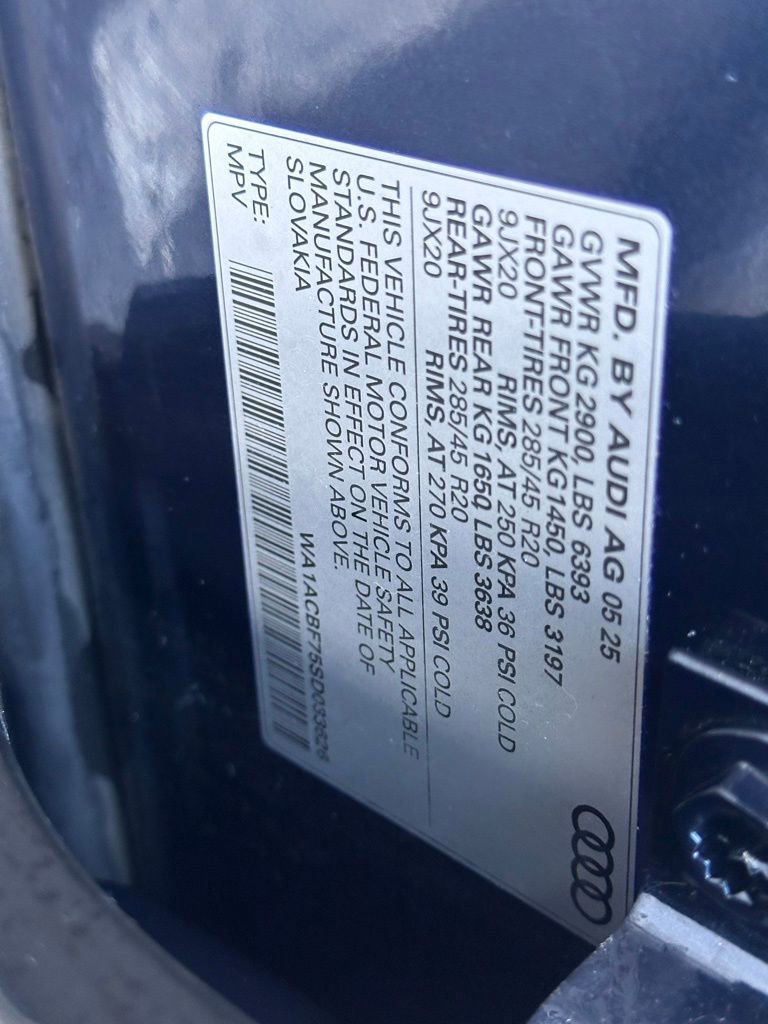 MFD. BY AUDI AG 05 25
GVWR KG 2900, LBS 6393
GAWR FRONT KG1450, LBS 3197
FRONT-TIRES 285/45 R20
9JX20 RIMS, AT 250 KPA 36 PSI COLD
GAWR REAR KG 1650, LBS 3638
REAR-TIRES 285/45 R20
9JX20 RIMS, AT 270 KPA 39 PSI COLD
THIS VEHICLE CONFORMS TO ALL APPLICABLE
U.S. FEDERAL MOTOR VEHICLE SAFETY
STANDARDS IN EFFECT ON THE DATE OF
MANUFACTURE SHOWN ABOVE.
SLOVAKIA
WA1ACBF75SD033626
TYPE:
MPV